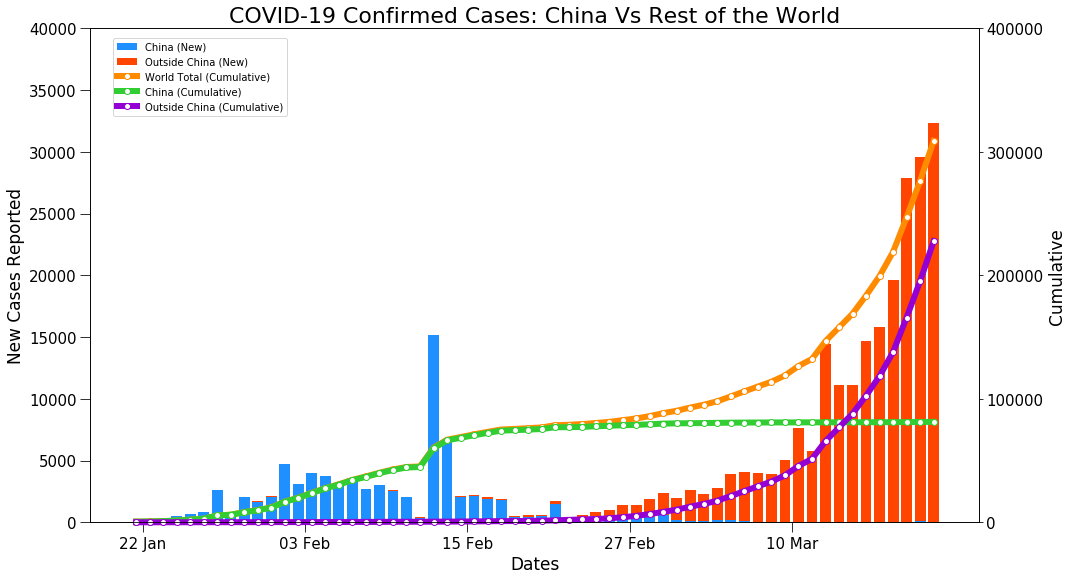 COVID-19 Confirmed Cases: China Vs Rest of the World
40000
35000
30000
25000
20000
15000
10000
5000
0
New Cases Reported
China (New)
Outside China (New)
World Total (Cumulative)
China (Cumulative)
Outside China (Cumulative)
400000
300000
200000
100000
0
Cumulative
22 Jan
03 Feb
15 Feb
27 Feb
10 Mar
Dates